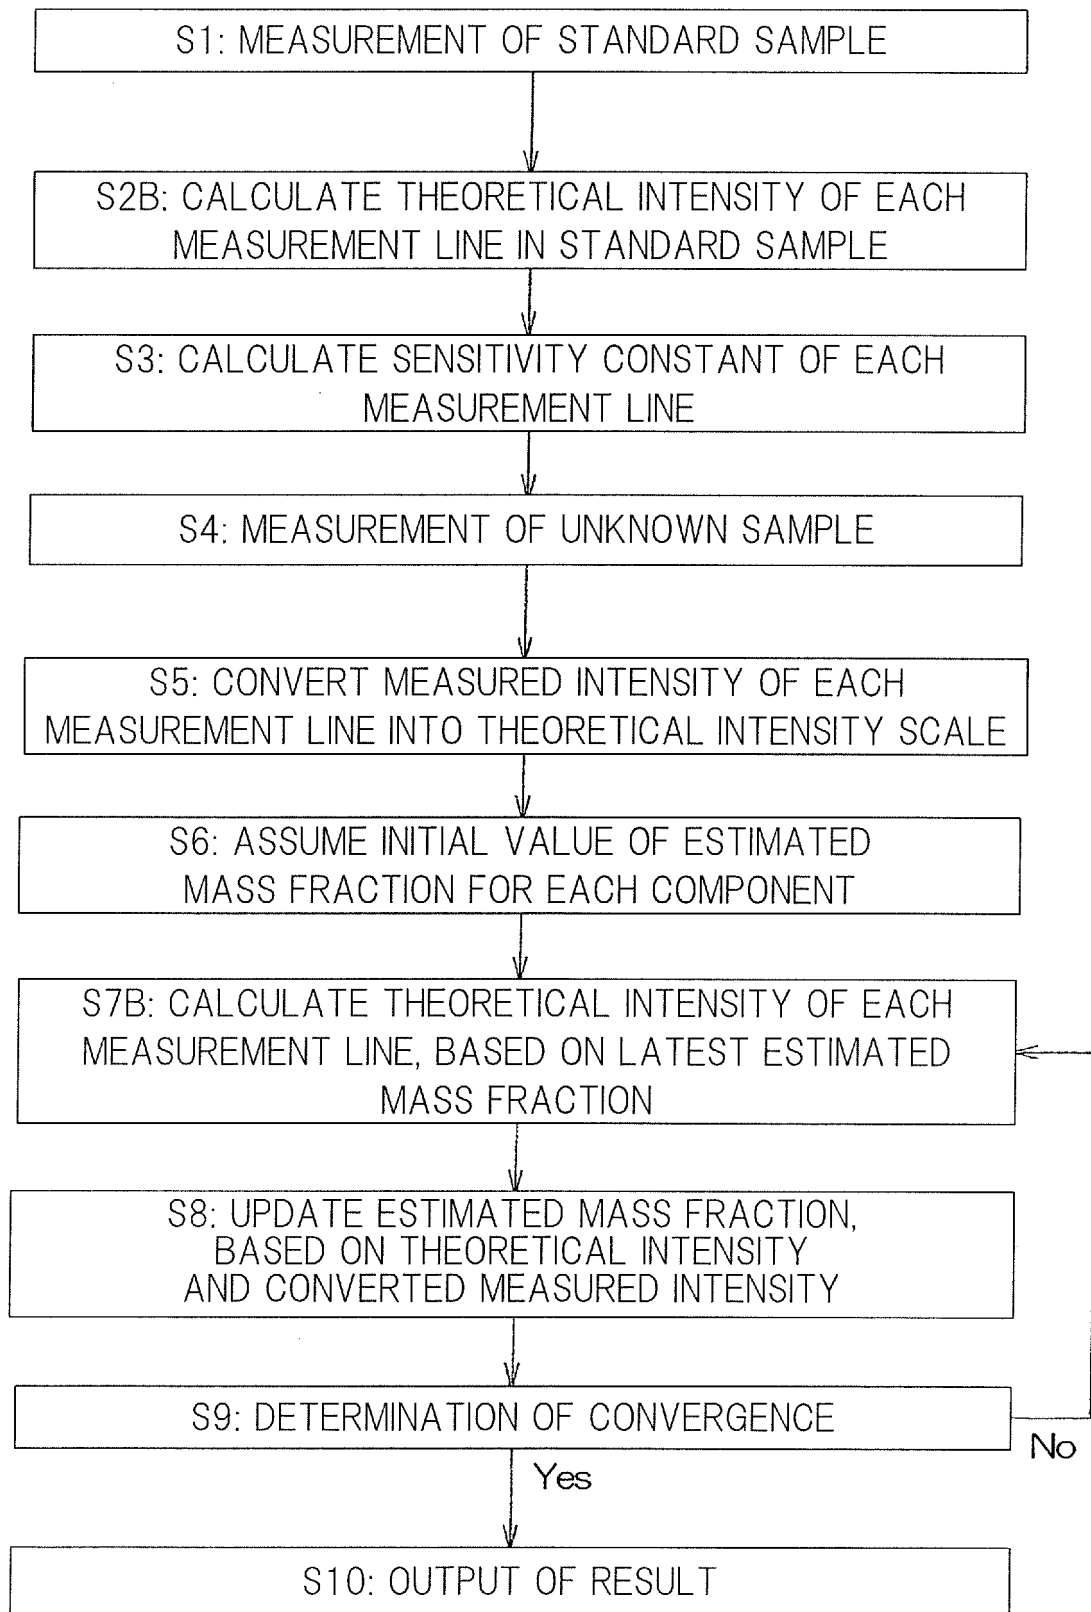 S1: MEASUREMENT OF STANDARD SAMPLE
S2B: CALCULATE THEORETICAL INTENSITY OF EACH
MEASUREMENT LINE IN STANDARD SAMPLE
S3: CALCULATE SENSITIVITY CONSTANT OF EACH
MEASUREMENT LINE
S4: MEASUREMENT OF UNKNOWN SAMPLE
S5: CONVERT MEASURED INTENSITY OF EACH
MEASUREMENT LINE INTO THEORETICAL INTENSITY SCALE
S6: ASSUME INITIAL VALUE OF ESTIMATED
MASS FRACTION FOR EACH COMPONENT
S7B: CALCULATE THEORETICAL INTENSITY OF EACH
MEASUREMENT LINE, BASED ON LATEST ESTIMATED
MASS FRACTION
S8: UPDATE ESTIMATED MASS FRACTION,
BASED ON THEORETICAL INTENSITY
AND CONVERTED MEASURED INTENSITY
S9: DETERMINATION OF CONVERGENCE
No
Yes
S10: OUTPUT OF RESULT